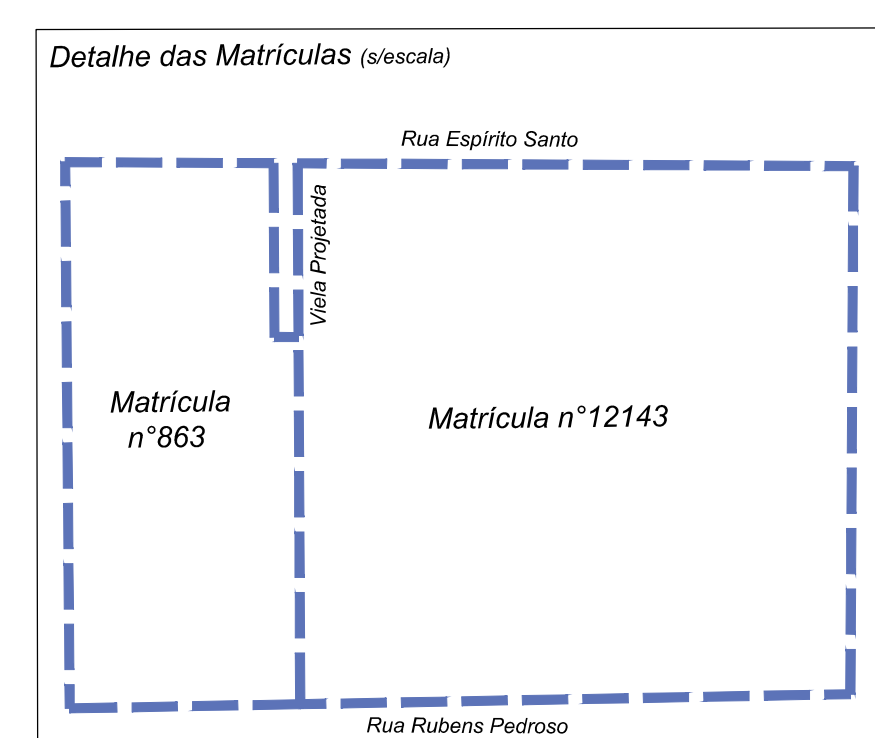 Detalhe das Matrículas (s/escala)
Rua Espírito Santo
Viela Projetada
Matrícula
n°863
Matrícula n°12143
Rua Rubens Pedroso